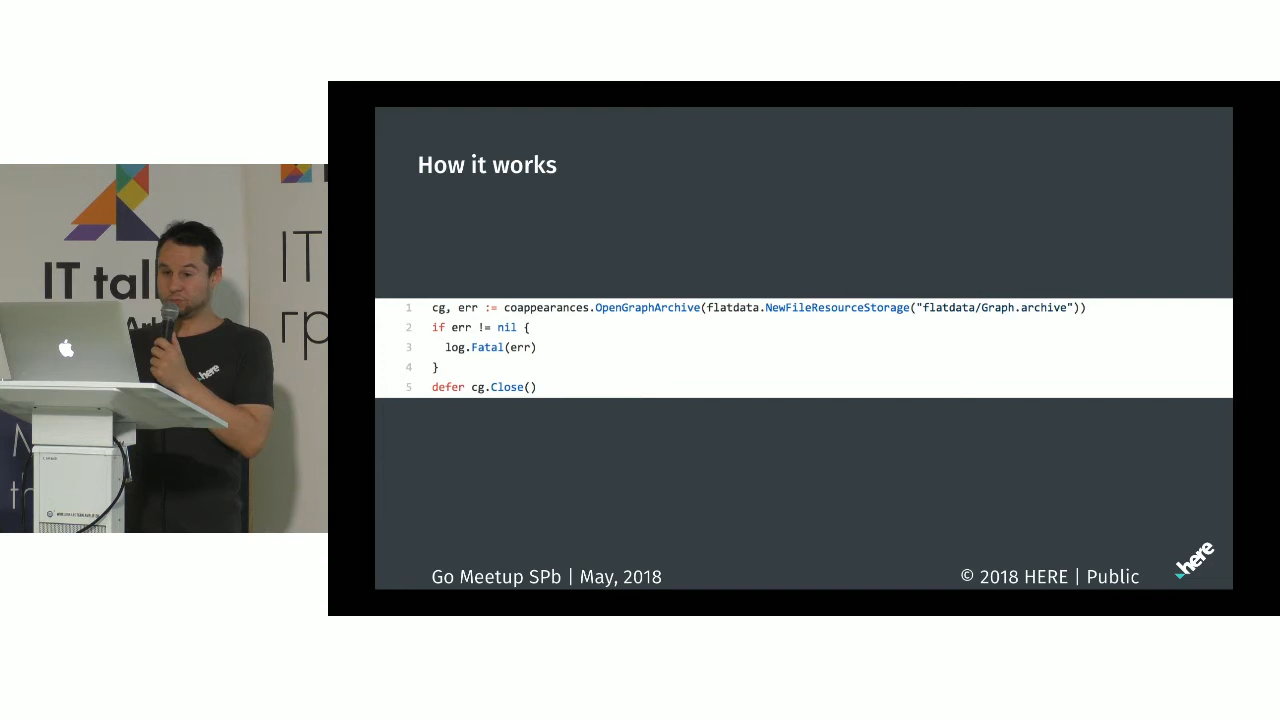 How it works
1 cg, err := coappearances.OpenGraphArchive(flatdata.NewFileResourceStorage("flatdata/Graph.archive"))
2 if err != nil {
3 log.Fatal(err)
4 }
5 defer cg.Close()
Go Meetup SPb | May, 2018
© 2018 HERE | Public
here
IT tal
IT
гр
here